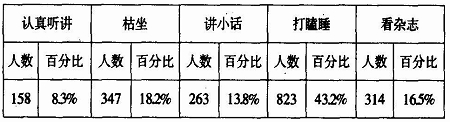 认真听讲 枯坐 讲小话 打瞌睡 看杂志
人数 百分比 人数 百分比 人数 百分比 人数 百分比 人数 百分比
158 8.3% 347 18.2% 263 13.8% 823 43.2% 314 16.5%